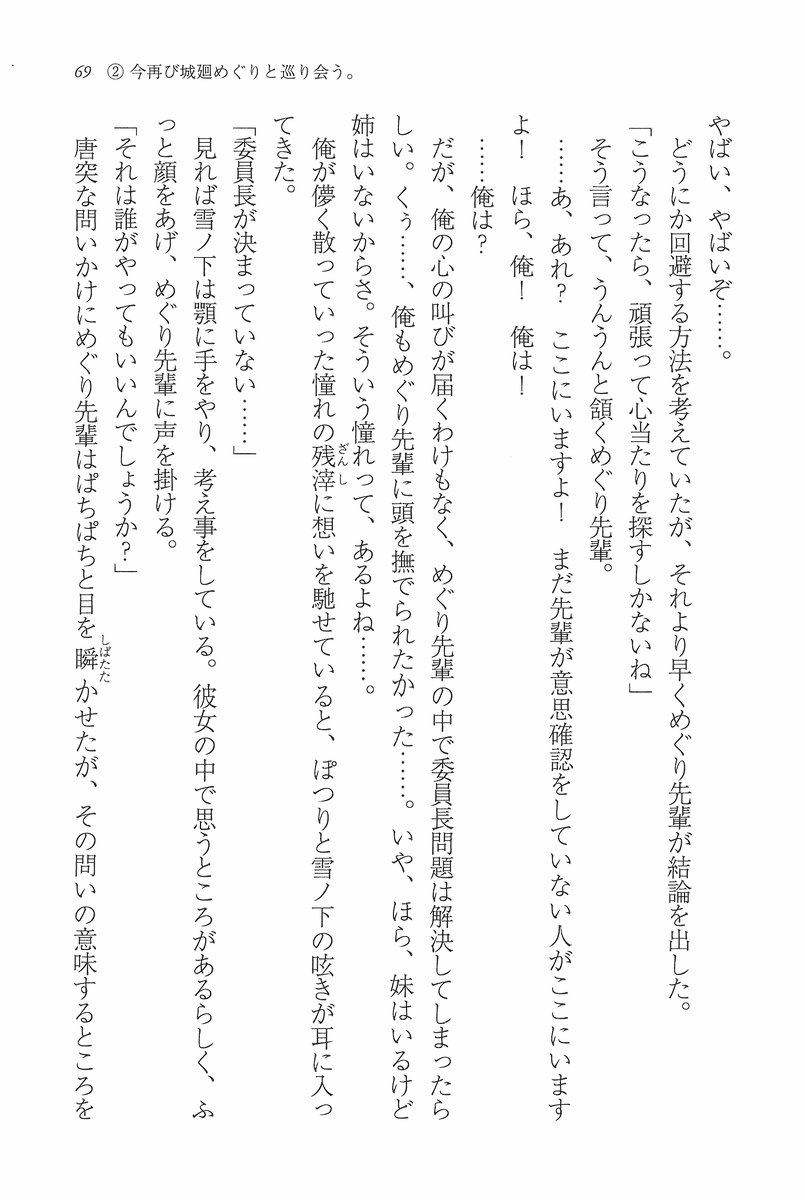 69 ② 今再び城廻めぐりと巡り会う。
やばい、やばいぞ……。
どうにか回避する方法を考えていたが、それより早くめぐり先輩が結論を出した。
「こうなったら、頑張って心当たりを探すしかないね」
そう言って、うんうんと頷くめぐり先輩。
……あ、あれ？　ここにいますよ！　まだ先輩が意思確認をしていない人がここにいます
よ！　ほら、俺！　俺は！
……俺は？
だが、俺の心の叫びが届くわけもなく、めぐり先輩の中で委員長問題は解決してしまったら
しい。くぅ……、俺もめぐり先輩に頭を撫でられたかった……。いや、ほら、妹はいるけど
姉はいないからさ。そういう憧れって、あるよね……。
俺が儚く散っていった憧れの残滓に想いを馳せていると、ぽつりと雪ノ下の呟きが耳に入っ
ざんし
てきた。
「委員長が決まっていない……」
見れば雪ノ下は顎に手をやり、考え事をしている。彼女の中で思うところがあるらしく、ふ
っと顔をあげ、めぐり先輩に声を掛ける。
「それは誰がやってもいいんでしょうか？」
唐突な問いかけにめぐり先輩はぱちぱちと目を瞬かせたが、その問いの意味するところを
しばたた